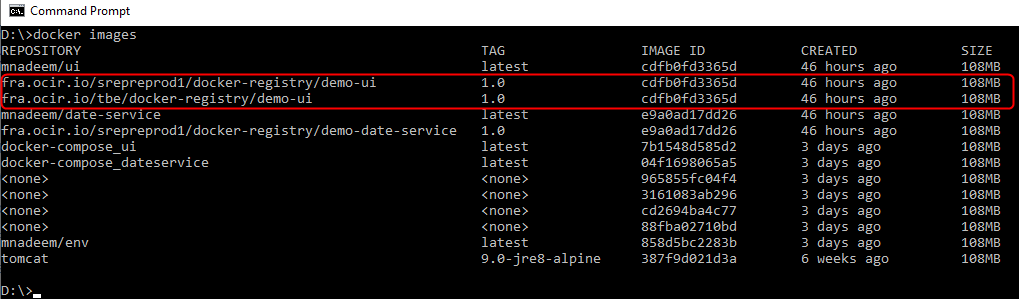 Command Prompt
D:\>docker images
REPOSITORY TAG IMAGE ID CREATED SIZE
mnadeem/ui latest cdfb0fd3365d 46 hours ago 108MB
fra.ocir.io/srepreprod1/docker-registry/demo-ui 1.0 cdfb0fd3365d 46 hours ago 108MB
fra.ocir.io/tbe/docker-registry/demo-ui 1.0 cdfb0fd3365d 46 hours ago 108MB
mnadeem/date-service latest e9a0ad17dd26 46 hours ago 108MB
fra.ocir.io/srepreprod1/docker-registry/demo-date-service 1.0 e9a0ad17dd26 46 hours ago 108MB
docker-compose_ui latest 7b1548d585d2 3 days ago 108MB
docker-compose_dateservice latest 04f1698065a5 3 days ago 108MB
<none> <none> 965855fc04f4 3 days ago 108MB
<none> <none> 3161083ab296 3 days ago 108MB
<none> <none> cd2694ba4c77 3 days ago 108MB
<none> <none> 88fba02710bd 3 days ago 108MB
mnadeem/env latest 858d5bc2283b 3 days ago 108MB
tomcat 9.0-jre8-alpine 387f9d021d3a 6 weeks ago 108MB
D:\>